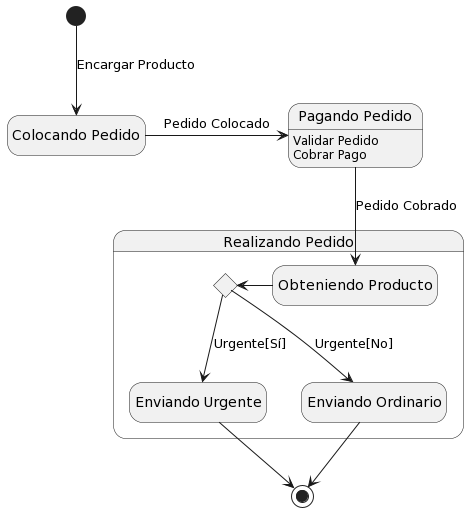 Encargar Producto
Colocando Pedido
Pedido Colocado
Pagando Pedido
Validar Pedido
Cobrar Pago
Pedido Cobrado
Realizando Pedido
Obteniendo Producto
Urgente[Sí]
Urgente[No]
Enviando Urgente
Enviando Ordinario